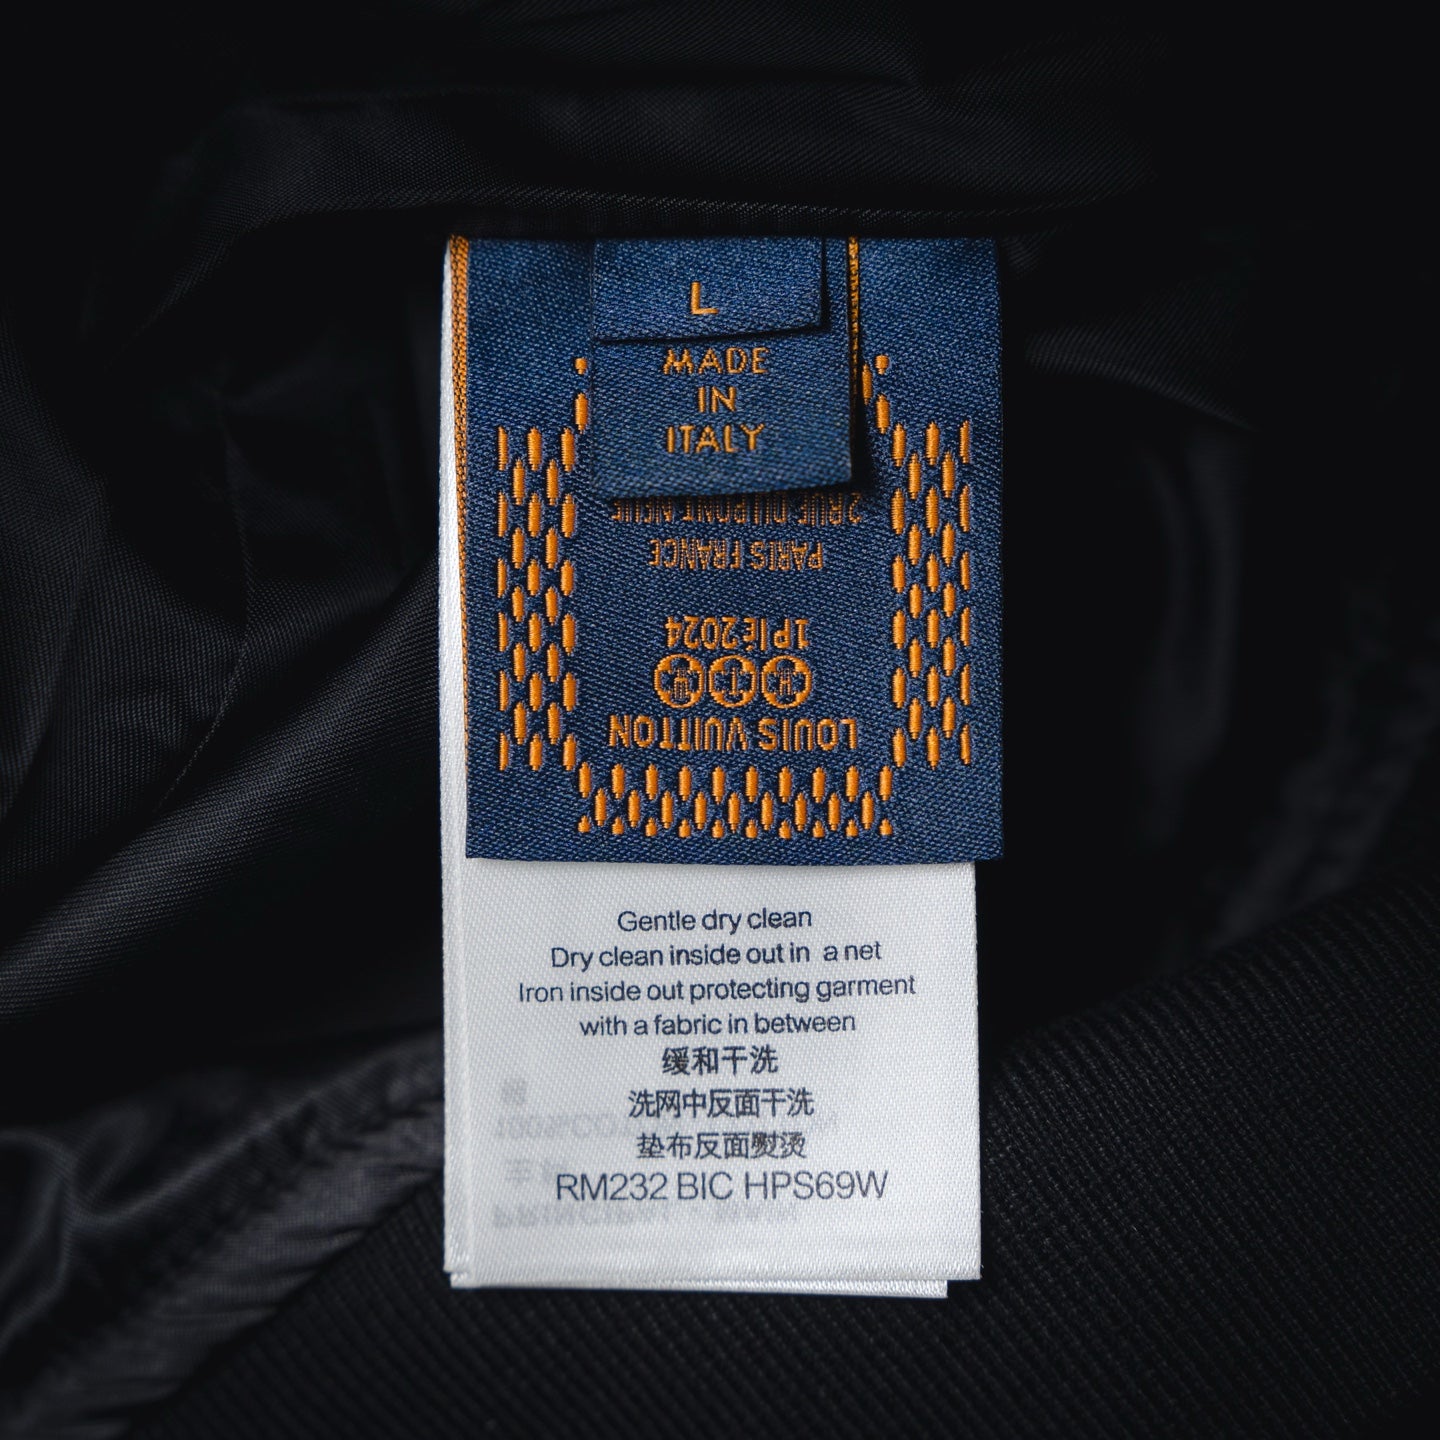 L
MADE
IN
ITALY
LOUIS VUITTON
1Plé2024
PARIS FRANCE
2 RUE DU PONT NEUF
Gentle dry clean
Dry clean inside out in a net
Iron inside out protecting garment
with a fabric in between
缓和干洗
洗网中反面干洗
垫布反面熨烫
RM232 BIC HPS69W